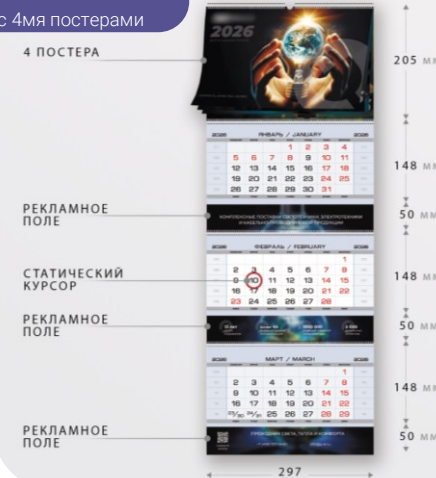 с 4мя постерами
4 ПОСТЕРА
2026
205 ММ
2026 ЯНВАРЬ / JANUARY 2026
1 2 3 4
5 6 7 8 9 10 11
12 13 14 15 16 17 18
19 20 21 22 23 24 25
26 27 28 29 30 31
148 ММ
РЕКЛАМНОЕ
ПОЛЕ
50 ММ
2026 ФЕВРАЛЬ / FEBRUARY 2026
1
2 3 4 5 6 7 8
9 10 11 12 13 14 15
16 17 18 19 20 21 22
23 24 25 26 27 28
148 ММ
СТАТИЧЕСКИЙ
КУРСОР
РЕКЛАМНОЕ
ПОЛЕ
50 ММ
2026 МАРТ / MARCH 2026
1
2 3 4 5 6 7 8
9 10 11 12 13 14 15
16 17 18 19 20 21 22
23/30 24/31 25 26 27 28 29
148 ММ
РЕКЛАМНОЕ
ПОЛЕ
50 ММ
297